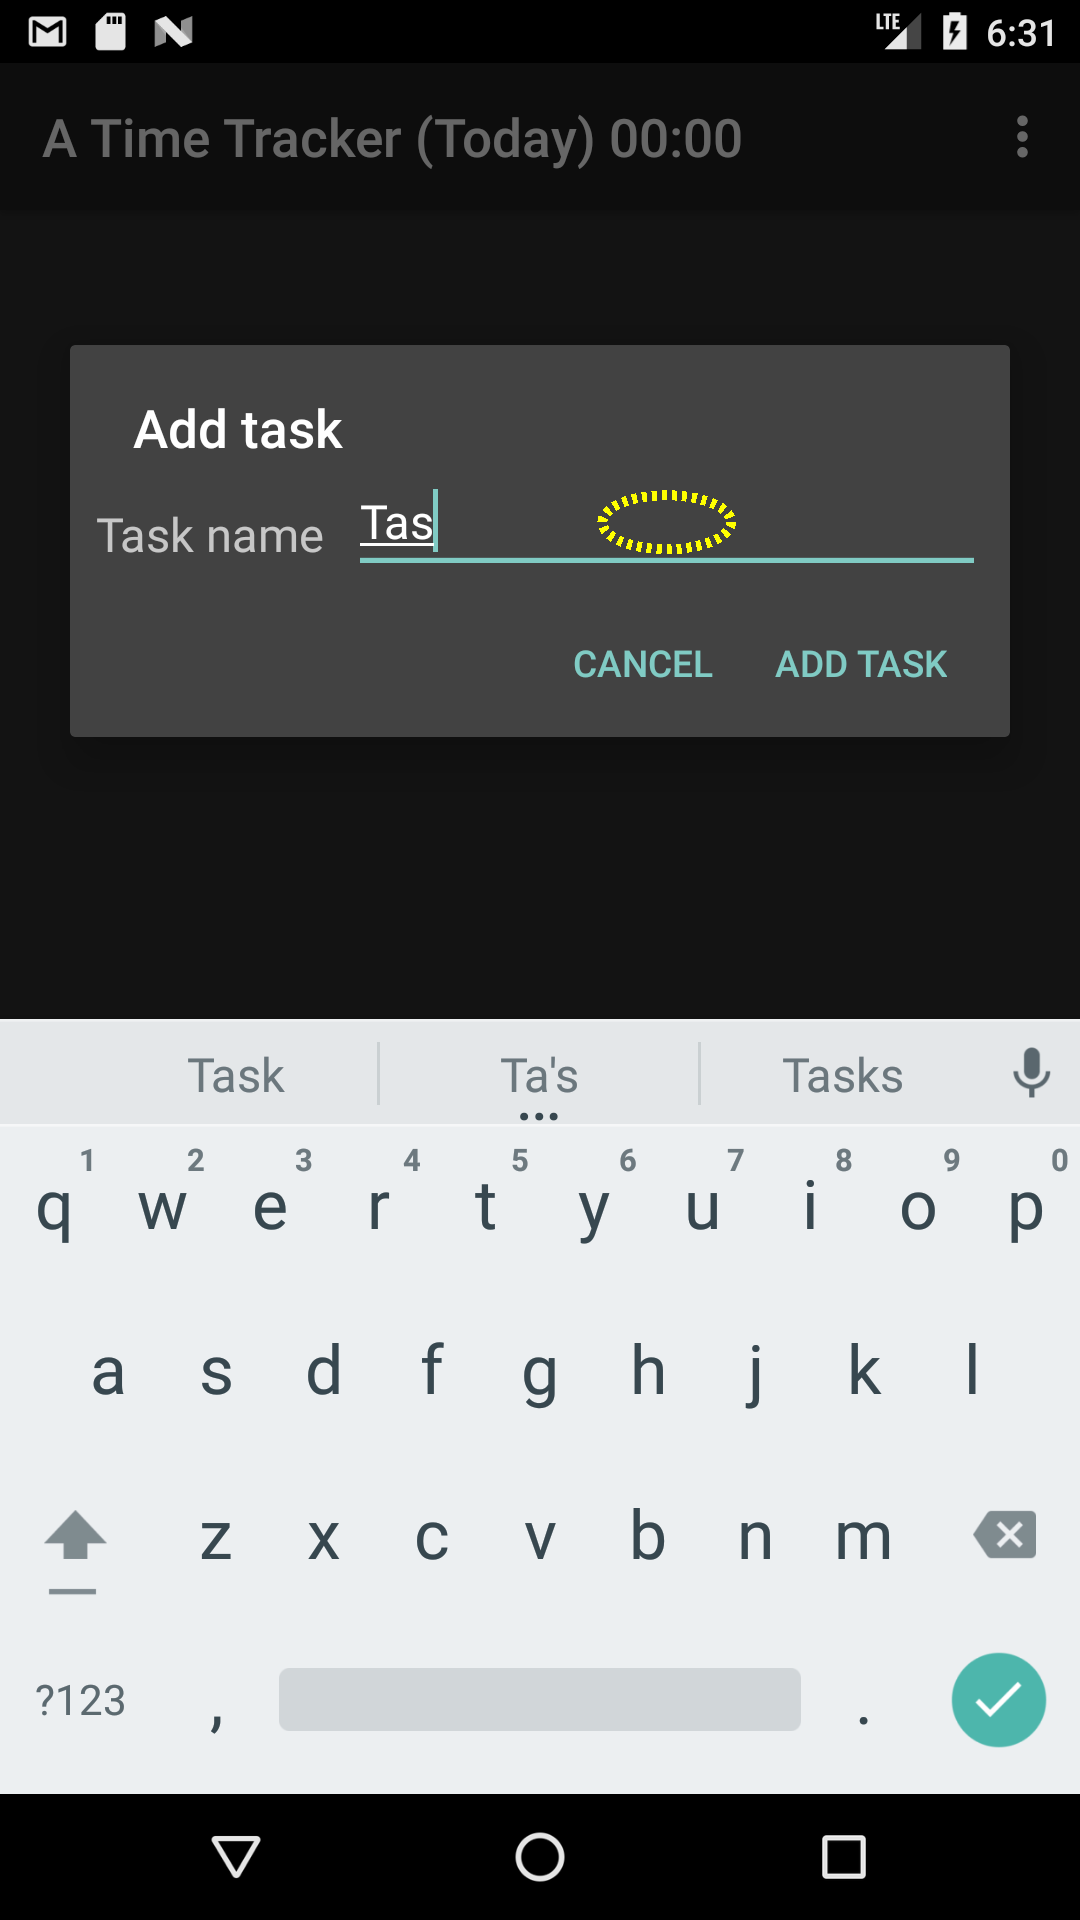 LTE 6:31
A Time Tracker (Today) 00:00
Add task
Task name Tas
CANCEL ADD TASK
Task Ta's Tasks
1 2 3 4 5 6 7 8 9 0
q w e r t y u i o p
a s d f g h j k l
z x c v b n m
?123 , .